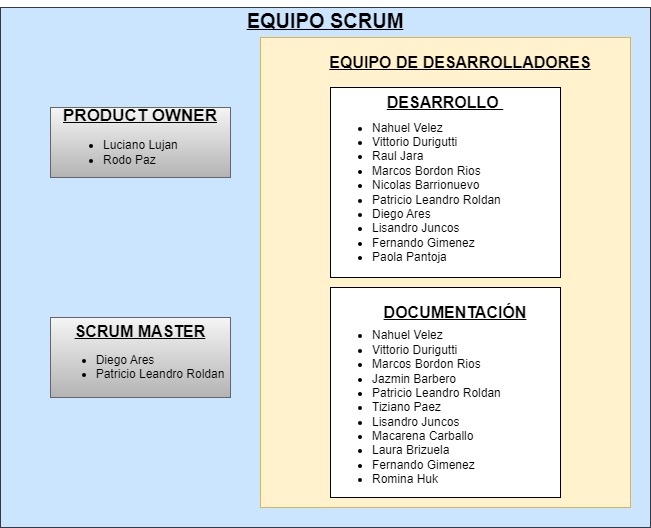 EQUIPO SCRUM
PRODUCT OWNER
Luciano Lujan
Rodo Paz
SCRUM MASTER
Diego Ares
Patricio Leandro Roldan
EQUIPO DE DESARROLLADORES
DESARROLLO
Nahuel Velez
Vittorio Durigutti
Raul Jara
Marcos Bordon Rios
Nicolas Barrionuevo
Patricio Leandro Roldan
Diego Ares
Lisandro Juncos
Fernando Gimenez
Paola Pantoja
DOCUMENTACIÓN
Nahuel Velez
Vittorio Durigutti
Marcos Bordon Rios
Jazmin Barbero
Patricio Leandro Roldan
Tiziano Paez
Lisandro Juncos
Macarena Carballo
Laura Brizuela
Fernando Gimenez
Romina Huk